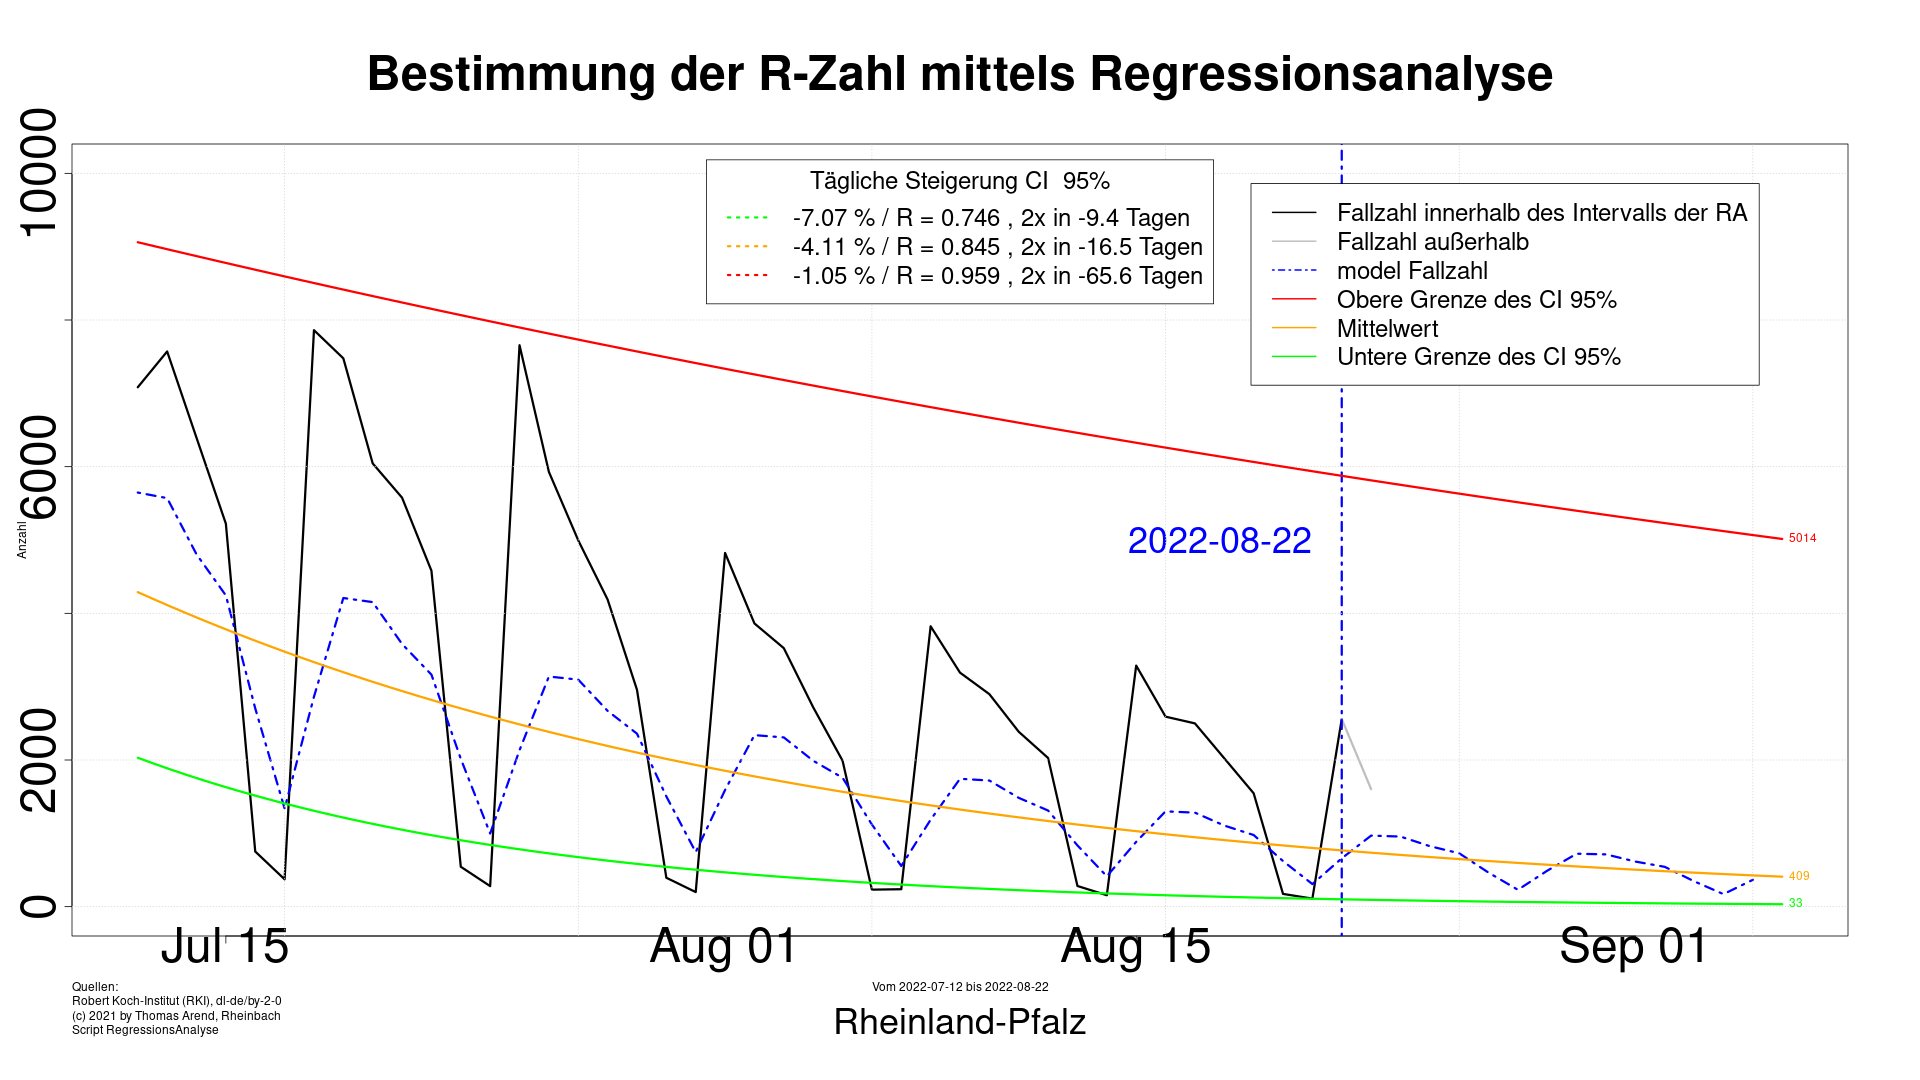 Bestimmung der R-Zahl mittels Regressionsanalyse
Anzahl
10000
6000
2000
0
Tägliche Steigerung CI  95%
-7.07 % / R = 0.746 , 2x in -9.4 Tagen
-4.11 % / R = 0.845 , 2x in -16.5 Tagen
-1.05 % / R = 0.959 , 2x in -65.6 Tagen
Fallzahl innerhalb des Intervalls der RA
Fallzahl außerhalb
model Fallzahl
Obere Grenze des CI 95%
Mittelwert
Untere Grenze des CI 95%
2022-08-22
5014
409
33
Jul 15
Aug 01
Aug 15
Sep 01
Quellen:
Robert Koch-Institut (RKI), dl-de/by-2-0
(c) 2021 by Thomas Arend, Rheinbach
Script RegressionsAnalyse
Vom 2022-07-12 bis 2022-08-22
Rheinland-Pfalz